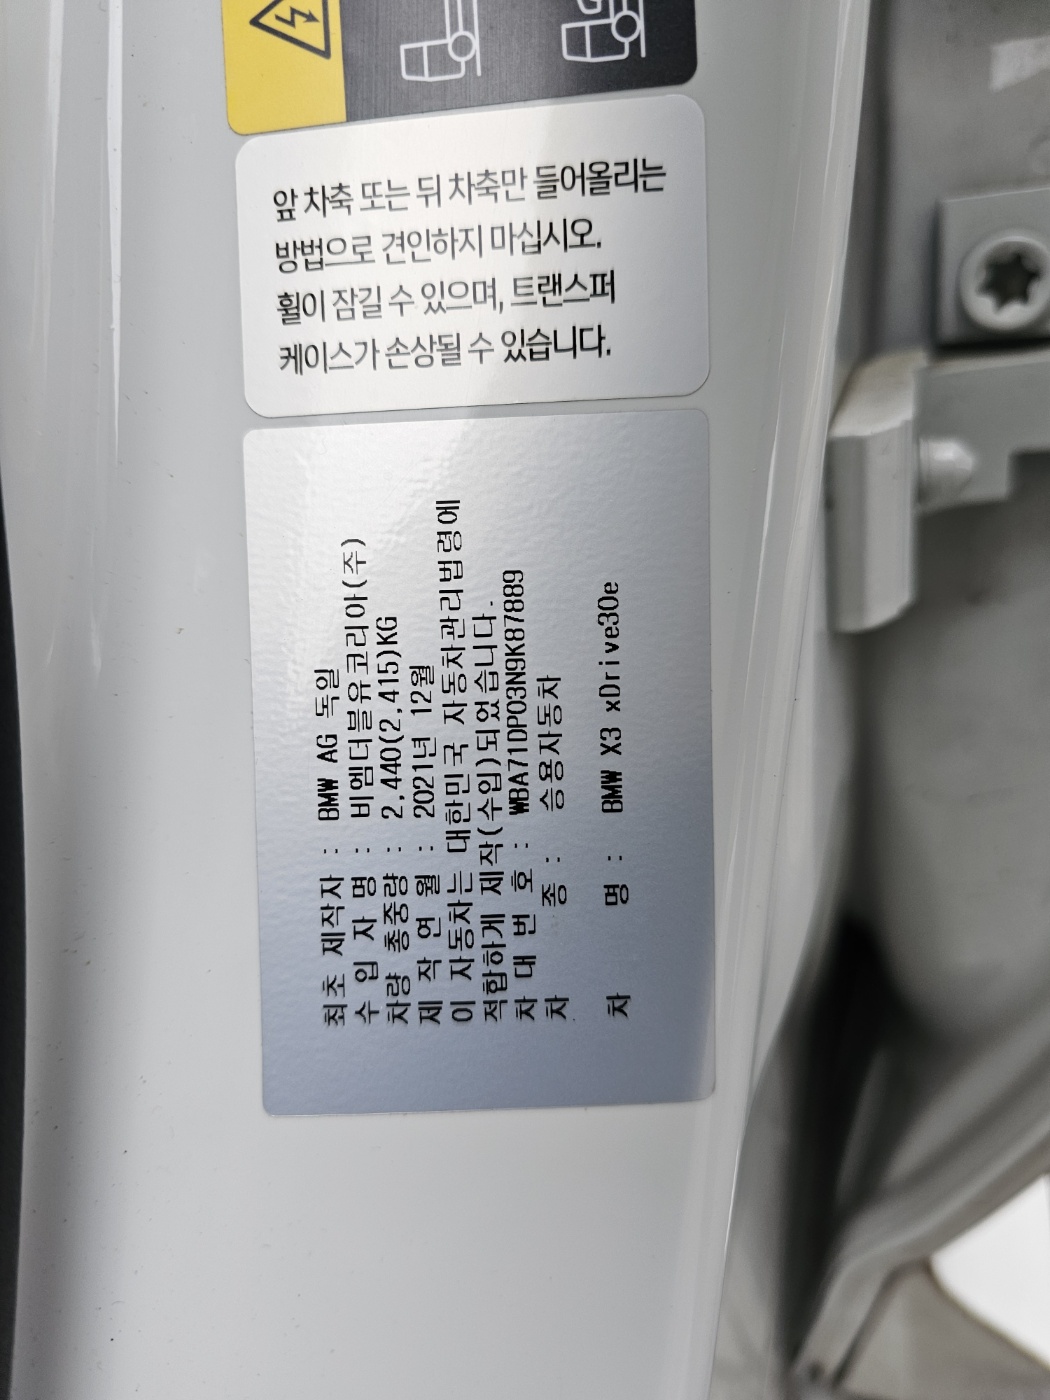 앞 차축 또는 뒤 차축만 들어올리는
방법으로 견인하지 마십시오.
휠이 잠길 수 있으며, 트랜스퍼
케이스가 손상될 수 있습니다.
최초 제작자 : BMW AG 독일
수 입 자 명 : 비엠더블유코리아(주)
차량 총중량 : 2,440(2,415)KG
제 작 연 월 : 2021년 12월
이 자동차는 대한민국 자동차관리법령에
적합하게 제작(수입)되었습니다.
차 대 번 호 : WBA71DP03N9K87889
차 종 : 승용자동차
차 명 : BMW X3 xDrive30e